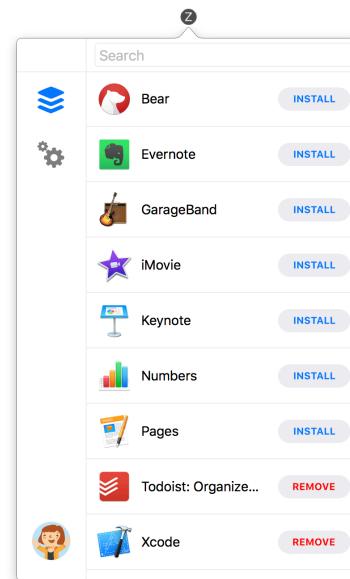 Z
Search
Bear INSTALL
Evernote INSTALL
GarageBand INSTALL
iMovie INSTALL
Keynote INSTALL
Numbers INSTALL
Pages INSTALL
Todoist: Organize... REMOVE
Xcode REMOVE